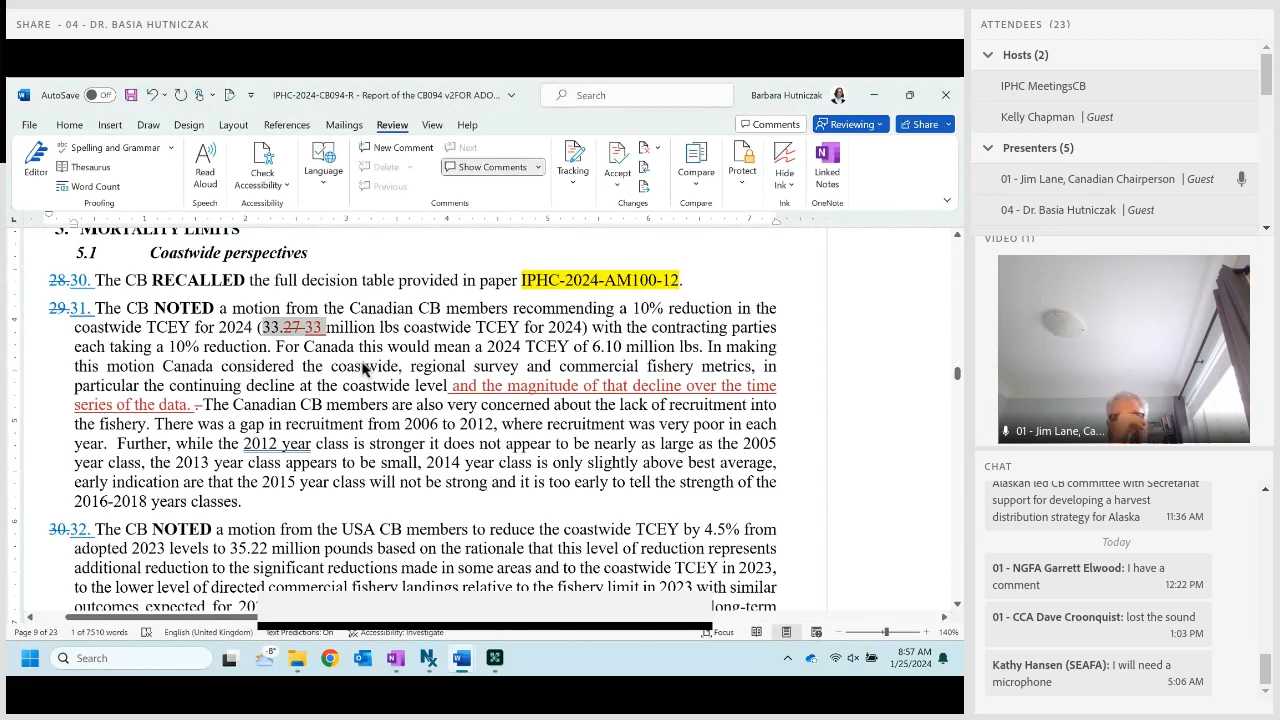 SHARE - 04 - DR. BASIA HUTNICZAK
AutoSave Off
IPHC-2024-CB094-R - Report of the CB094 v2FOR ADO...
Search
Barbara Hutniczak
File Home Insert Draw Design Layout References Mailings Review View Help
Comments Reviewing Share
Editor
Spelling and Grammar
Thesaurus
Word Count
Proofing
Read Aloud
Speech
Check Accessibility
Accessibility
Language
New Comment
Delete
Previous
Next
Show Comments
Comments
Tracking
Accept
Changes
Compare
Compare
Protect
Hide Ink
Ink
Linked Notes
OneNote
1 2 3 4 5 6 7
5. MORTALITY LIMITS
5.1 Coastwide perspectives
28.30. The CB RECALLED the full decision table provided in paper IPHC-2024-AM100-12.
29.31. The CB NOTED a motion from the Canadian CB members recommending a 10% reduction in the
coastwide TCEY for 2024 (33.27 33 million lbs coastwide TCEY for 2024) with the contracting parties
each taking a 10% reduction. For Canada this would mean a 2024 TCEY of 6.10 million lbs. In making
this motion Canada considered the coastwide, regional survey and commercial fishery metrics, in
particular the continuing decline at the coastwide level and the magnitude of that decline over the time
series of the data. . The Canadian CB members are also very concerned about the lack of recruitment into
the fishery. There was a gap in recruitment from 2006 to 2012, where recruitment was very poor in each
year. Further, while the 2012 year class is stronger it does not appear to be nearly as large as the 2005
year class, the 2013 year class appears to be small, 2014 year class is only slightly above best average,
early indication are that the 2015 year class will not be strong and it is too early to tell the strength of the
2016-2018 years classes.
30.32. The CB NOTED a motion from the USA CB members to reduce the coastwide TCEY by 4.5% from
adopted 2023 levels to 35.22 million pounds based on the rationale that this level of reduction represents
additional reduction to the significant reductions made in some areas and to the coastwide TCEY in 2023,
to the lower level of directed commercial fishery landings relative to the fishery limit in 2023 with similar
outcomes expected for long-term
Page 9 of 23 1 of 7510 words English (United Kingdom) Text Predictions: On Accessibility: Investigate Focus 140%
Search
-8°
8:57 AM
1/25/2024
ATTENDEES (23)
Hosts (2)
IPHC MeetingsCB
Kelly Chapman | Guest
Presenters (5)
01 - Jim Lane, Canadian Chairperson | Guest
04 - Dr. Basia Hutniczak | Guest
VIDEO (1)
01 - Jim Lane, Ca...
CHAT
Alaskan led CB committee with Secretariat
support for developing a harvest
distribution strategy for Alaska 11:36 AM
Today
01 - NGFA Garrett Elwood: I have a
comment 12:22 PM
01 - CCA Dave Croonquist: lost the
sound 1:03 PM
Kathy Hansen (SEAFA): I will need
microphone 5:06 AM